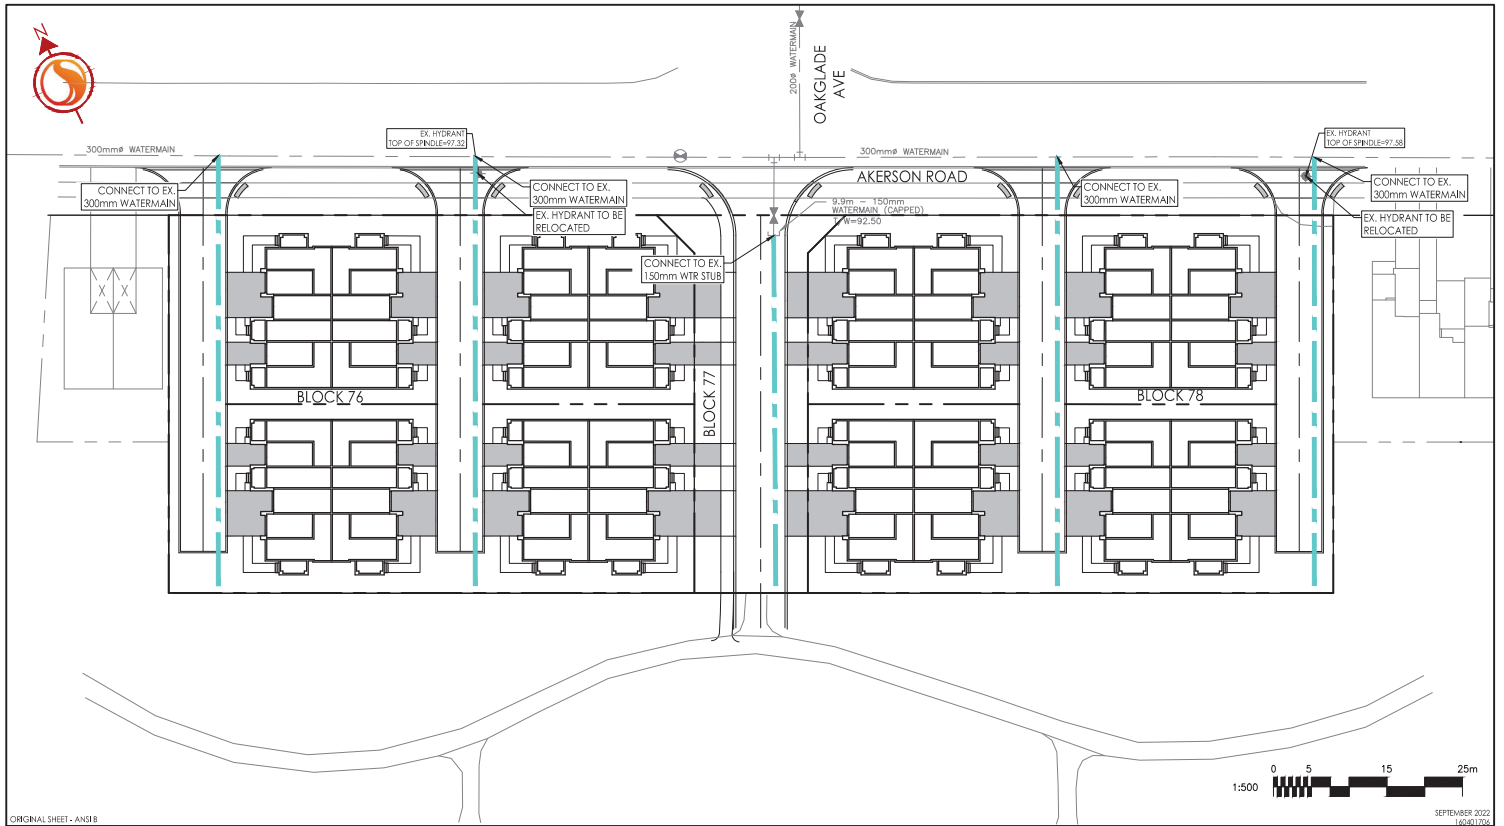 N
200ø WATERMAIN
OAKGLADE
AVE
EX. HYDRANT
TOP OF SPINDLE=97.32
EX. HYDRANT
TOP OF SPINDLE=97.58
300mmø WATERMAIN
300mmø WATERMAIN
AKERSON ROAD
CONNECT TO EX.
300mm WATERMAIN
CONNECT TO EX.
300mm WATERMAIN
EX. HYDRANT TO BE
RELOCATED
CONNECT TO EX.
300mm WATERMAIN
CONNECT TO EX.
300mm WATERMAIN
EX. HYDRANT TO BE
RELOCATED
9.9m - 150mm
WATERMAIN (CAPPED)
T/W=92.50
CONNECT TO EX.
150mm WTR STUB
BLOCK 76
BLOCK 77
BLOCK 78
1:500
0 5 15 25m
ORIGINAL SHEET - ANSI B
SEPTEMBER 2022
160401706